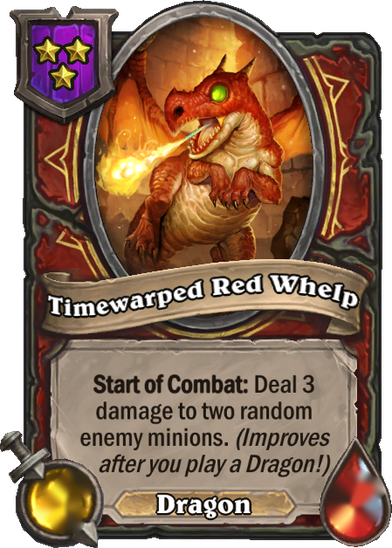 Timewarped Red Whelp
Start of Combat: Deal 3
damage to two random
enemy minions. (Improves
after you play a Dragon!)
Dragon